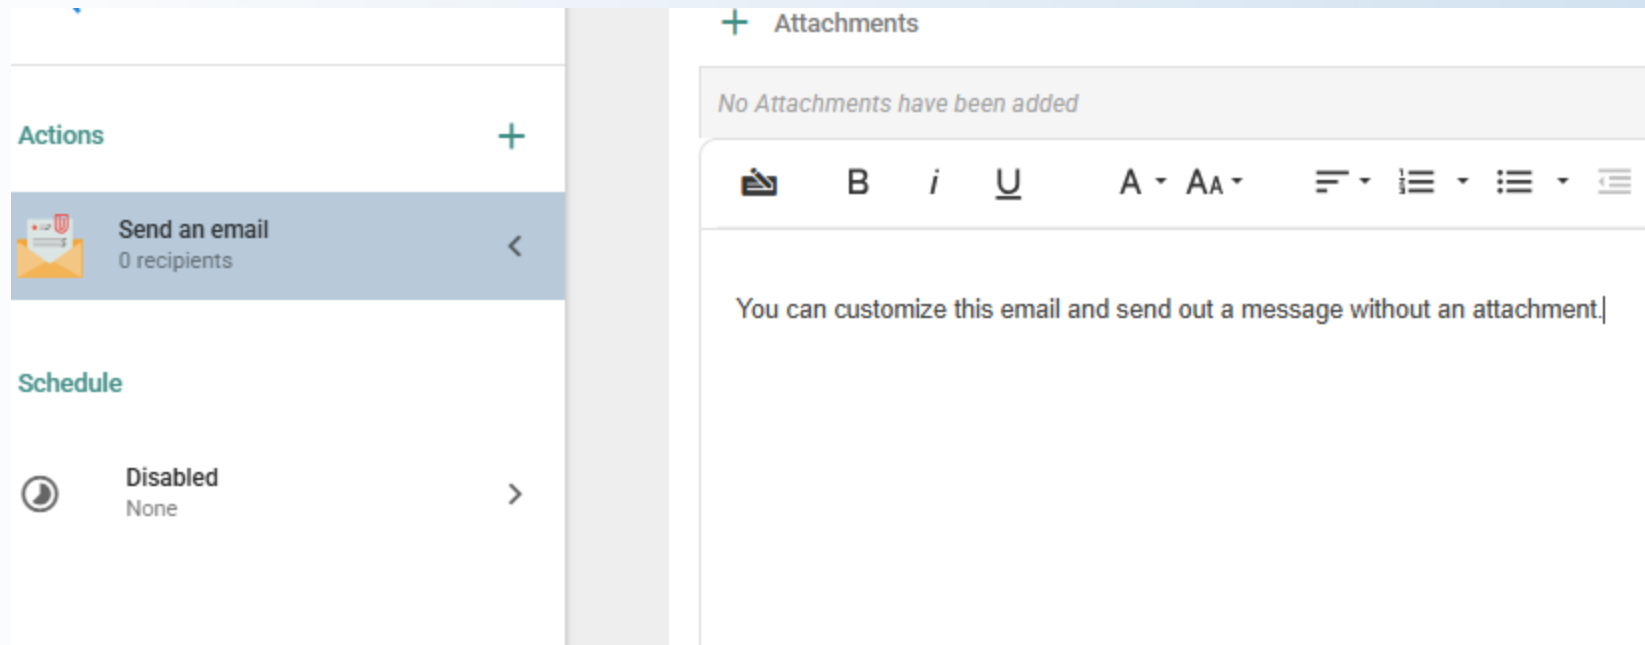 Attachments
No Attachments have been added
Actions
Send an email
0 recipients
B i U A AA
You can customize this email and send out a message without an attachment.
Schedule
Disabled
None